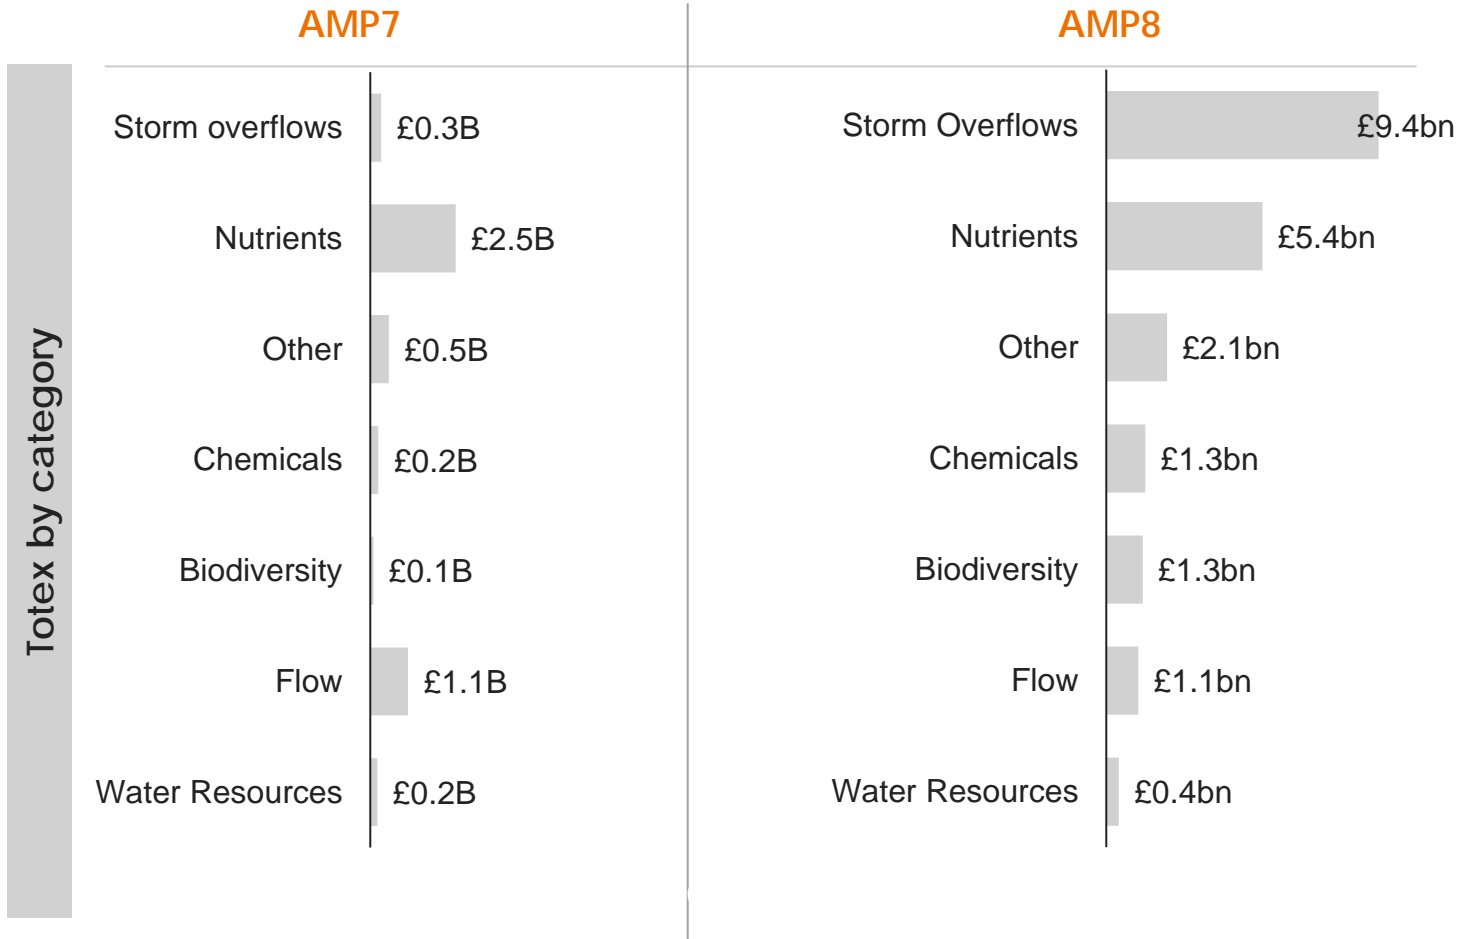 AMP7
AMP8
Totex by category
Storm overflows £0.3B
Nutrients £2.5B
Other £0.5B
Chemicals £0.2B
Biodiversity £0.1B
Flow £1.1B
Water Resources £0.2B
Storm Overflows £9.4bn
Nutrients £5.4bn
Other £2.1bn
Chemicals £1.3bn
Biodiversity £1.3bn
Flow £1.1bn
Water Resources £0.4bn